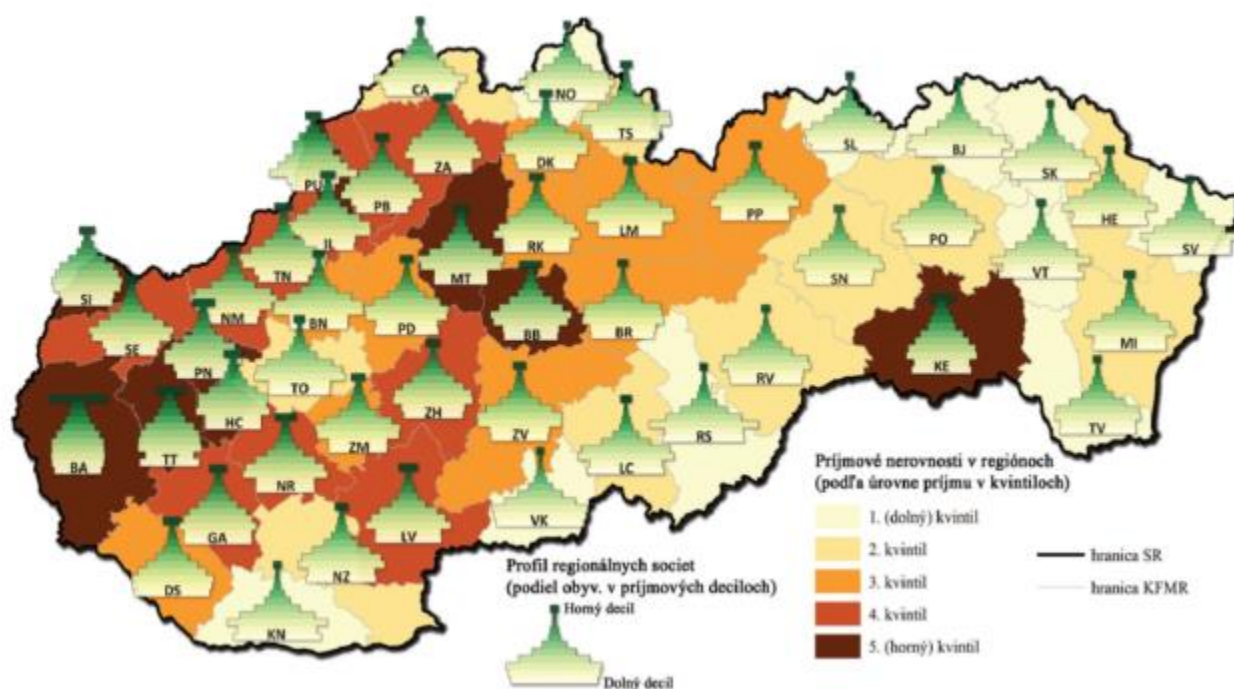 CA
NO
TS
ZA
DK
SL
BJ
SK
PU
PB
IL
RK
LM
PP
HE
SV
PO
VT
SN
TN
MT
SI
NM
BN
PD
BB
BR
MI
SE
PN
TO
RV
KE
HC
ZH
ZM
ZV
LC
RS
TV
BA
TT
NR
GA
LV
VK
DS
NZ
KN
Príjmové nerovnosti v regiónoch
(podľa úrovne príjmu v kvintiloch)
1. (dolný) kvintil
2. kvintil
3. kvintil
4. kvintil
5. (horný) kvintil
hranica SR
hranica KFMR
Profil regionálnych societ
(podiel obyv. v príjmových deciloch)
Horný decil
Dolný decil